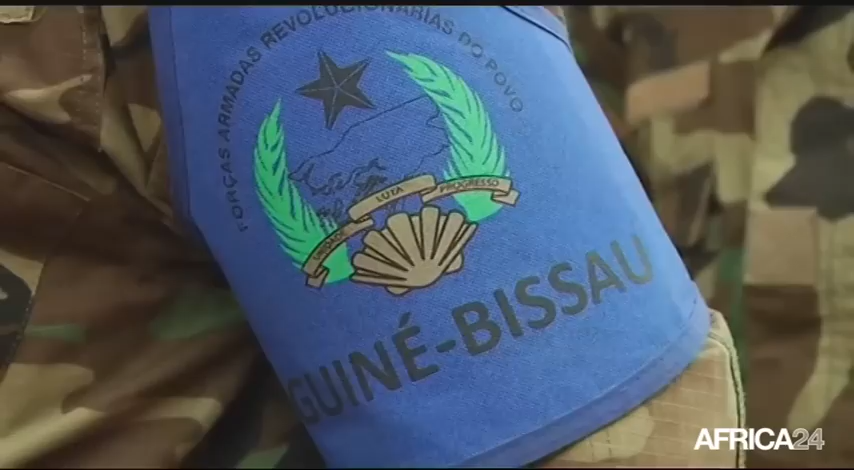 FORÇAS ARMADAS REVOLUCIONÁRIAS DO POVO
UNIDADE LUTA PROGRESSO
GUINÉ-BISSAU
AFRICA24